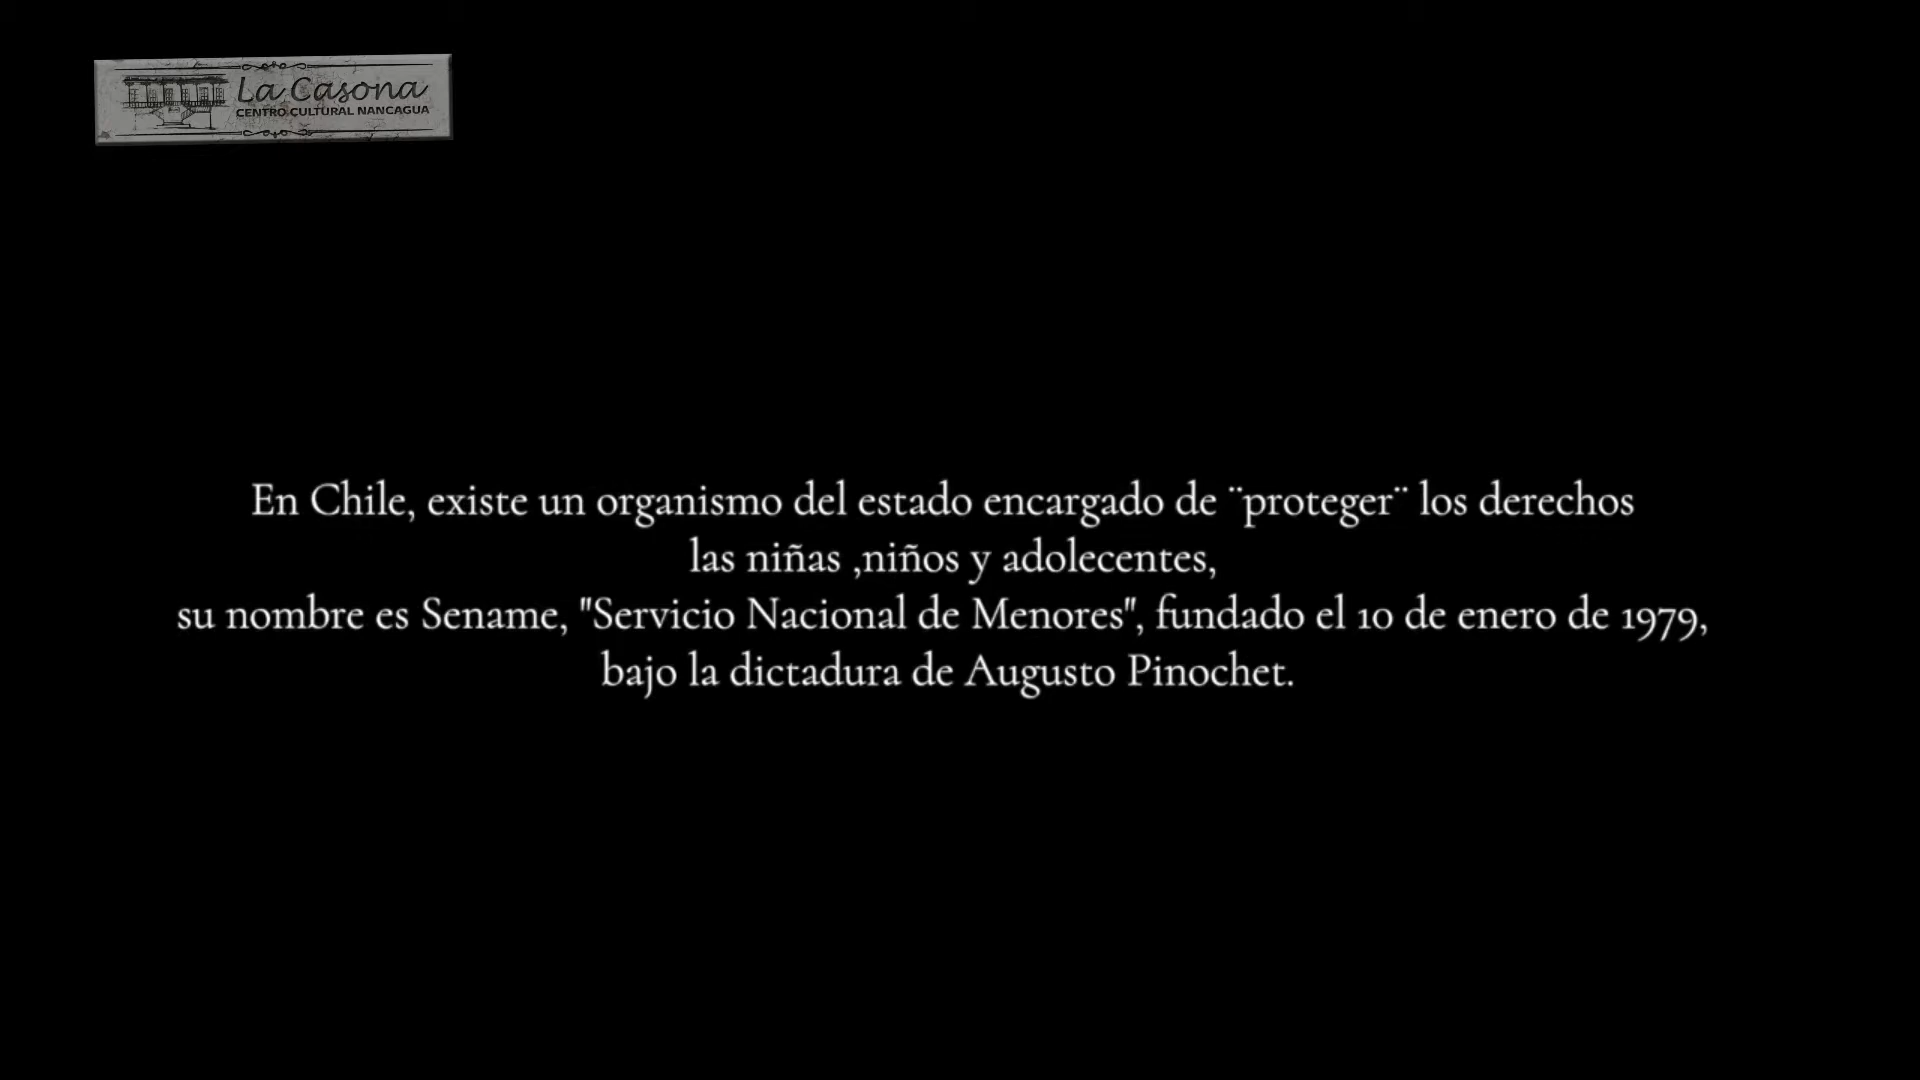 La Casona
CENTRO CULTURAL NANCAGUA
En Chile, existe un organismo del estado encargado de ¨proteger¨ los derechos
las niñas ,niños y adolecentes,
su nombre es Sename, "Servicio Nacional de Menores", fundado el 10 de enero de 1979,
bajo la dictadura de Augusto Pinochet.